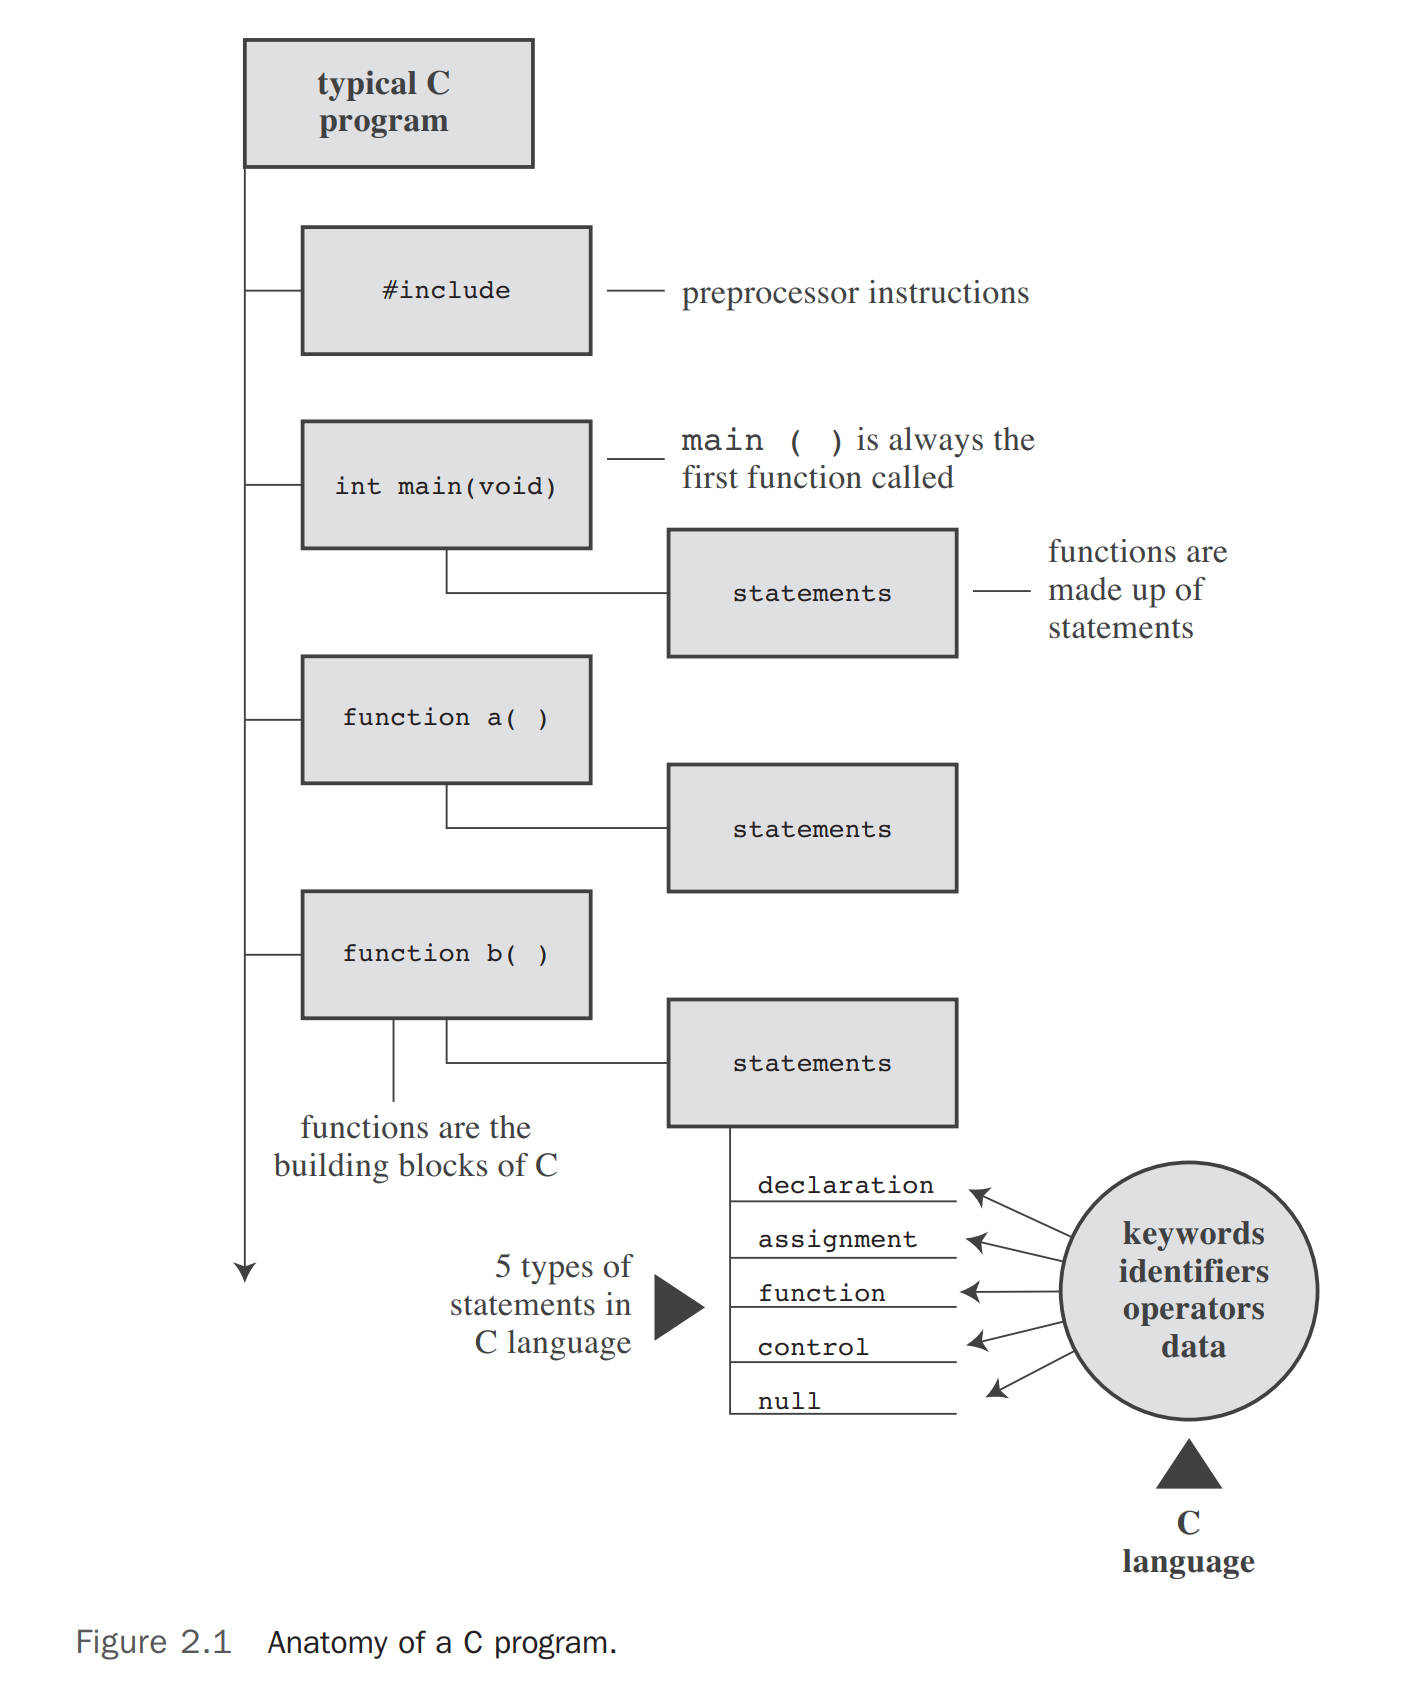 typical C
program
#include
preprocessor instructions
int main(void)
main ( ) is always the
first function called
statements
functions are
made up of
statements
function a( )
statements
function b( )
statements
functions are the
building blocks of C
5 types of
statements in
C language
declaration
assignment
function
control
null
keywords
identifiers
operators
data
C
language
Figure 2.1 Anatomy of a C program.